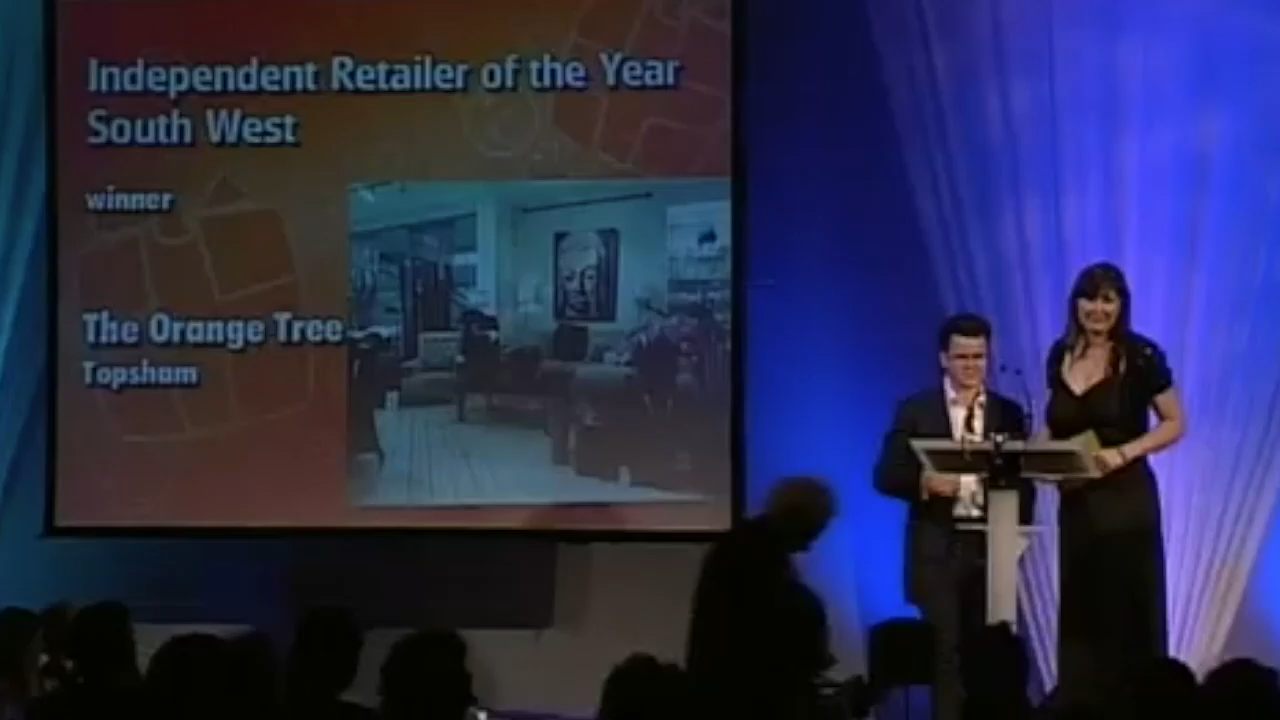 Independent Retailer of the Year
South West
winner
The Orange Tree
Topsham